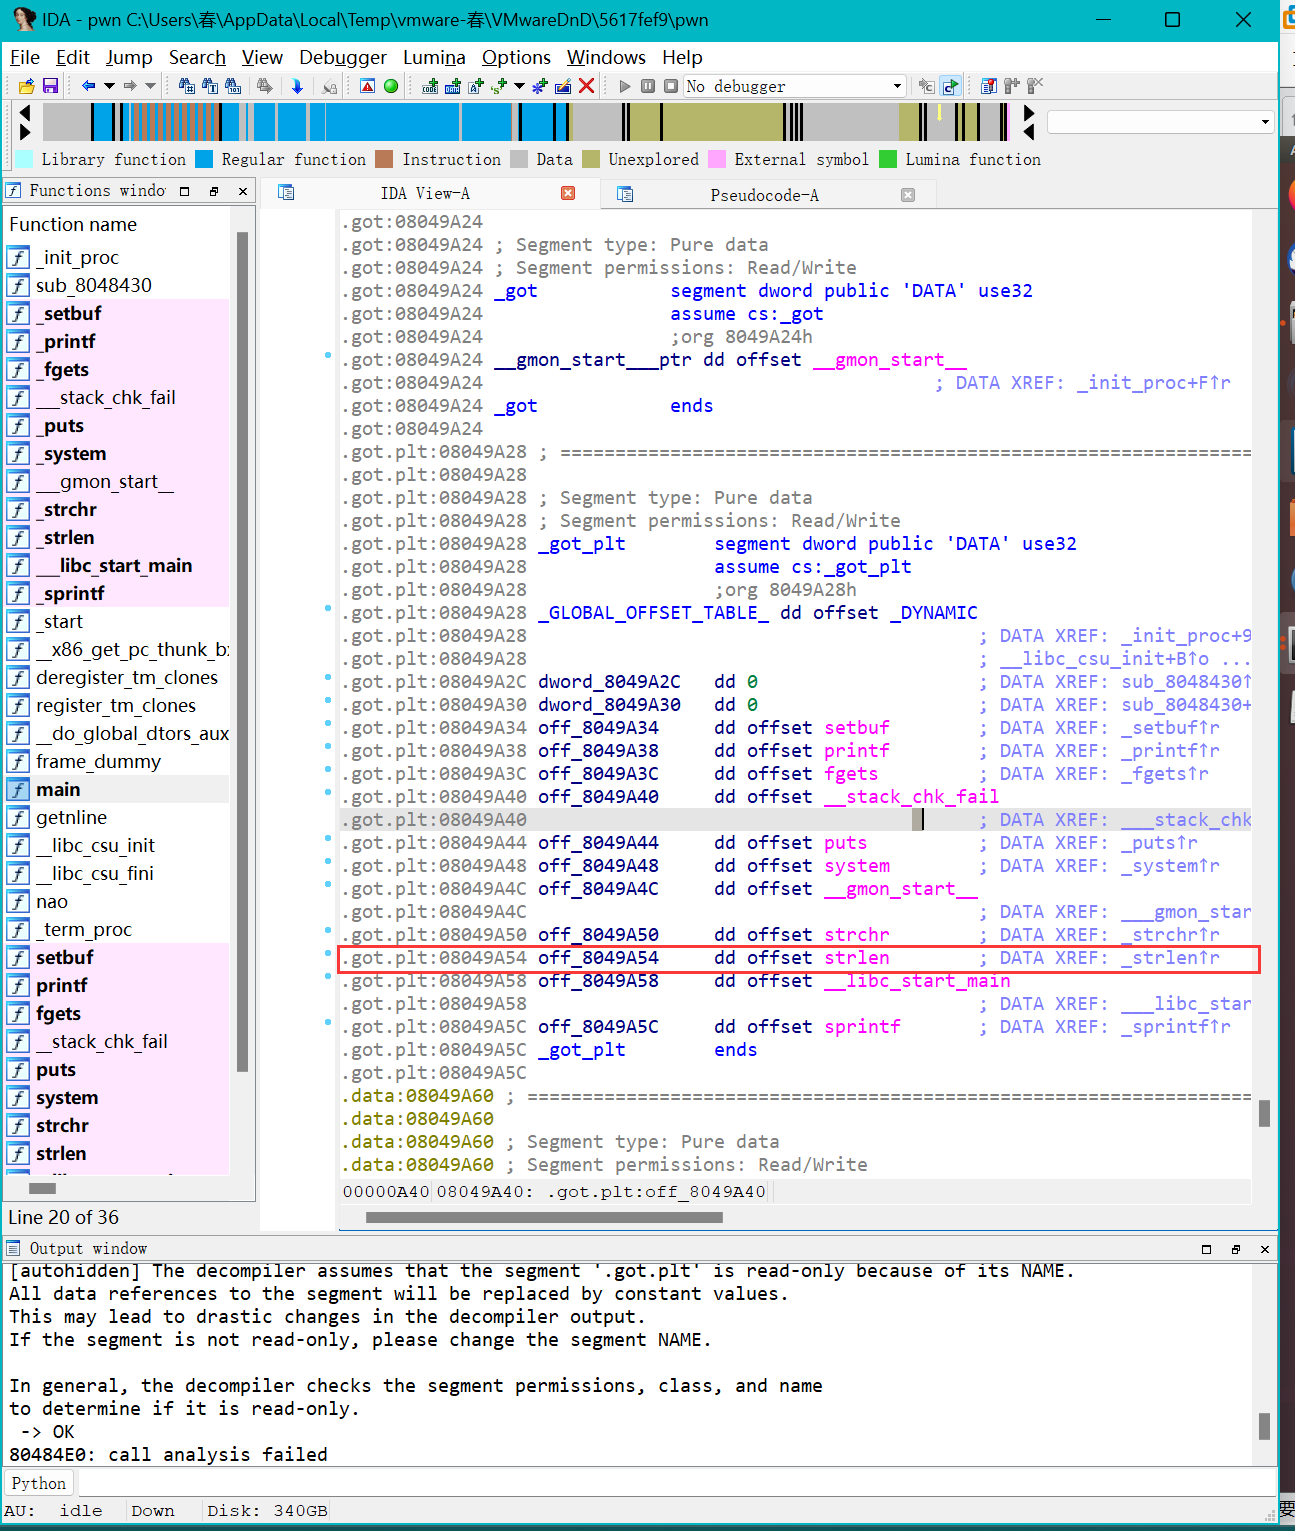 IDA - pwn C:\Users\春\AppData\Local\Temp\vmware-春\VMwareDnD\5617fef9\pwn
File Edit Jump Search View Debugger Lumina Options Windows Help
No debugger
Library function Regular function Instruction Data Unexplored External symbol Lumina function
Functions windo
IDA View-A
Pseudocode-A
Function name
_init_proc
sub_8048430
_setbuf
_printf
_fgets
___stack_chk_fail
_puts
_system
___gmon_start__
_strchr
_strlen
___libc_start_main
_sprintf
_start
__x86_get_pc_thunk_bx
deregister_tm_clones
register_tm_clones
__do_global_dtors_aux
frame_dummy
main
getnline
__libc_csu_init
__libc_csu_fini
nao
_term_proc
setbuf
printf
fgets
__stack_chk_fail
puts
system
strchr
strlen
Line 20 of 36
.got:08049A24
.got:08049A24 ; Segment type: Pure data
.got:08049A24 ; Segment permissions: Read/Write
.got:08049A24 _got segment dword public 'DATA' use32
.got:08049A24 assume cs:_got
.got:08049A24 ;org 8049A24h
.got:08049A24 __gmon_start___ptr dd offset __gmon_start__
.got:08049A24 ; DATA XREF: _init_proc+F↑r
.got:08049A24 _got ends
.got:08049A24
.got.plt:08049A28 ; ===============================================================
.got.plt:08049A28
.got.plt:08049A28 ; Segment type: Pure data
.got.plt:08049A28 ; Segment permissions: Read/Write
.got.plt:08049A28 _got_plt segment dword public 'DATA' use32
.got.plt:08049A28 assume cs:_got_plt
.got.plt:08049A28 ;org 8049A28h
.got.plt:08049A28 _GLOBAL_OFFSET_TABLE_ dd offset _DYNAMIC
.got.plt:08049A28 ; DATA XREF: _init_proc+9
.got.plt:08049A28 ; __libc_csu_init+B↑o ...
.got.plt:08049A2C dword_8049A2C dd 0 ; DATA XREF: sub_8048430↑
.got.plt:08049A30 dword_8049A30 dd 0 ; DATA XREF: sub_8048430+
.got.plt:08049A34 off_8049A34 dd offset setbuf ; DATA XREF: _setbuf↑r
.got.plt:08049A38 off_8049A38 dd offset printf ; DATA XREF: _printf↑r
.got.plt:08049A3C off_8049A3C dd offset fgets ; DATA XREF: _fgets↑r
.got.plt:08049A40 off_8049A40 dd offset __stack_chk_fail
.got.plt:08049A40 ; DATA XREF: ___stack_chk
.got.plt:08049A44 off_8049A44 dd offset puts ; DATA XREF: _puts↑r
.got.plt:08049A48 off_8049A48 dd offset system ; DATA XREF: _system↑r
.got.plt:08049A4C off_8049A4C dd offset __gmon_start__
.got.plt:08049A4C ; DATA XREF: ___gmon_star
.got.plt:08049A50 off_8049A50 dd offset strchr ; DATA XREF: _strchr↑r
.got.plt:08049A54 off_8049A54 dd offset strlen ; DATA XREF: _strlen↑r
.got.plt:08049A58 off_8049A58 dd offset __libc_start_main
.got.plt:08049A58 ; DATA XREF: ___libc_star
.got.plt:08049A5C off_8049A5C dd offset sprintf ; DATA XREF: _sprintf↑r
.got.plt:08049A5C _got_plt ends
.got.plt:08049A5C
.data:08049A60 ; ==================================================================
.data:08049A60
.data:08049A60 ; Segment type: Pure data
.data:08049A60 ; Segment permissions: Read/Write
00000A40 08049A40: .got.plt:off_8049A40
Output window
[autohidden] The decompiler assumes that the segment '.got.plt' is read-only because of its NAME.
All data references to the segment will be replaced by constant values.
This may lead to drastic changes in the decompiler output.
If the segment is not read-only, please change the segment NAME.
In general, the decompiler checks the segment permissions, class, and name
to determine if it is read-only.
-> OK
80484E0: call analysis failed
Python
AU: idle Down Disk: 340GB
要